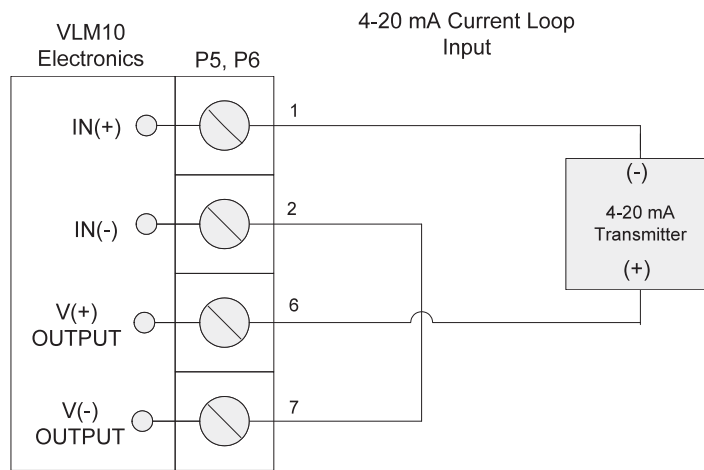 VLM10
Electronics
P5, P6
4-20 mA Current Loop
Input
IN(+)
1
(-)
4-20 mA
Transmitter
(+)
IN(-)
2
V(+)
OUTPUT
6
V(-)
OUTPUT
7